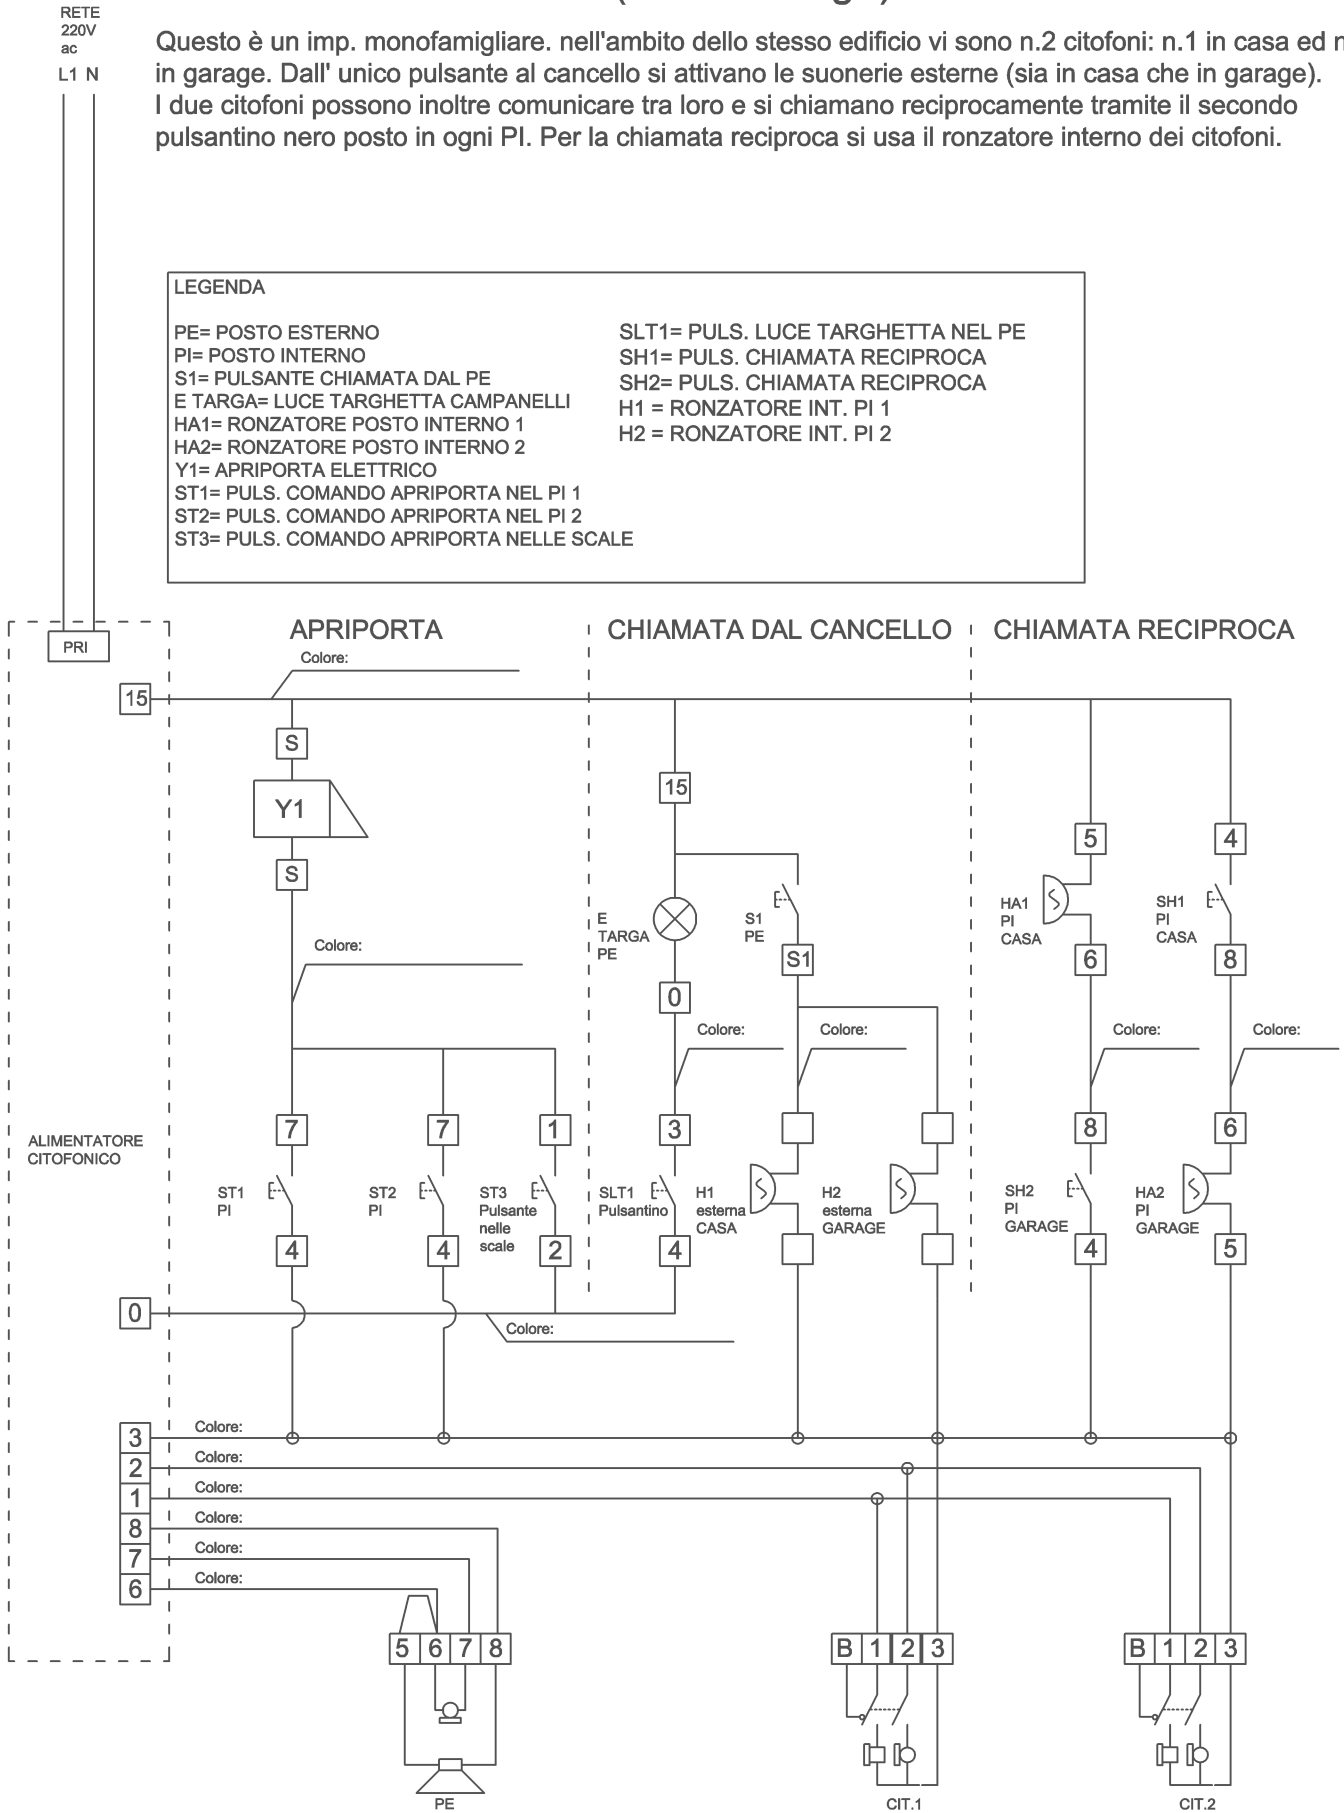 RETE
220V
ac
L1 N
Questo è un imp. monofamigliare. nell'ambito dello stesso edificio vi sono n.2 citofoni: n.1 in casa ed
in garage. Dall' unico pulsante al cancello si attivano le suonerie esterne (sia in casa che in garage).
I due citofoni possono inoltre comunicare tra loro e si chiamano reciprocamente tramite il secondo
pulsantino nero posto in ogni PI. Per la chiamata reciproca si usa il ronzatore interno dei citofoni.
LEGENDA
PE= POSTO ESTERNO
PI= POSTO INTERNO
S1= PULSANTE CHIAMATA DAL PE
E TARGA= LUCE TARGHETTA CAMPANELLI
HA1= RONZATORE POSTO INTERNO 1
HA2= RONZATORE POSTO INTERNO 2
Y1= APRIPORTA ELETTRICO
ST1= PULS. COMANDO APRIPORTA NEL PI 1
ST2= PULS. COMANDO APRIPORTA NEL PI 2
ST3= PULS. COMANDO APRIPORTA NELLE SCALE
SLT1= PULS. LUCE TARGHETTA NEL PE
SH1= PULS. CHIAMATA RECIPROCA
SH2= PULS. CHIAMATA RECIPROCA
H1 = RONZATORE INT. PI 1
H2 = RONZATORE INT. PI 2
PRI
APRIPORTA
CHIAMATA DAL CANCELLO
CHIAMATA RECIPROCA
Colore:
15
S
Y1
S
15
5
4
E
TARGA
PE
S1
PE
S1
HA1
PI
CASA
SH1
PI
CASA
6
8
0
Colore:
Colore:
Colore:
Colore:
Colore:
ALIMENTATORE
CITOFONICO
7
7
1
3
8
6
ST1
PI
ST2
PI
ST3
Pulsante
nelle
scale
SLT1
Pulsantino
H1
esterna
CASA
H2
esterna
GARAGE
SH2
PI
GARAGE
HA2
PI
GARAGE
4
4
2
4
4
5
0
Colore:
3
Colore:
2
Colore:
1
Colore:
8
Colore:
7
Colore:
6
Colore:
5 6 7 8
B 1 2 3
B 1 2 3
PE
CIT.1
CIT.2